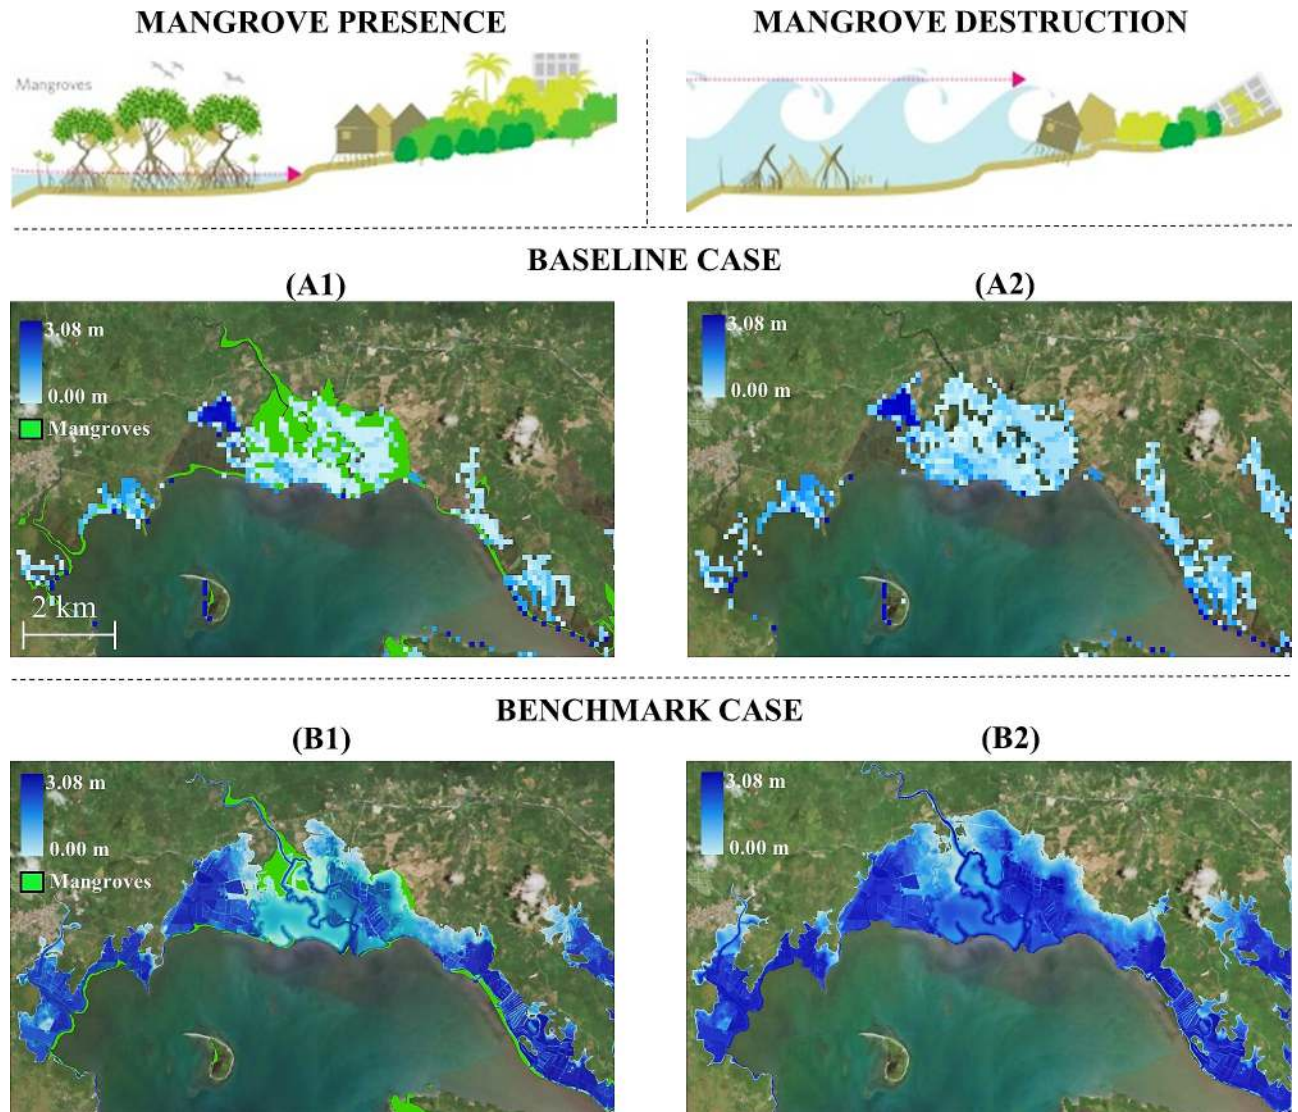 MANGROVE PRESENCE
MANGROVE DESTRUCTION
Mangroves
BASELINE CASE
(A1)
(A2)
3.08 m
0.00 m
Mangroves
2 km
3.08 m
0.00 m
BENCHMARK CASE
(B1)
(B2)
3.08 m
0.00 m
Mangroves
3.08 m
0.00 m